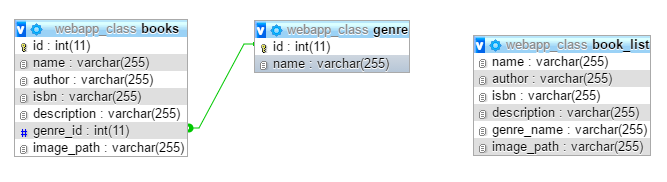 webapp_class books
id : int(11)
name : varchar(255)
author : varchar(255)
isbn : varchar(255)
description : varchar(255)
genre_id : int(11)
image_path : varchar(255)
webapp_class genre
id : int(11)
name : varchar(255)
webapp_class book_list
name : varchar(255)
author : varchar(255)
isbn : varchar(255)
description : varchar(255)
genre_name : varchar(255)
image_path : varchar(255)